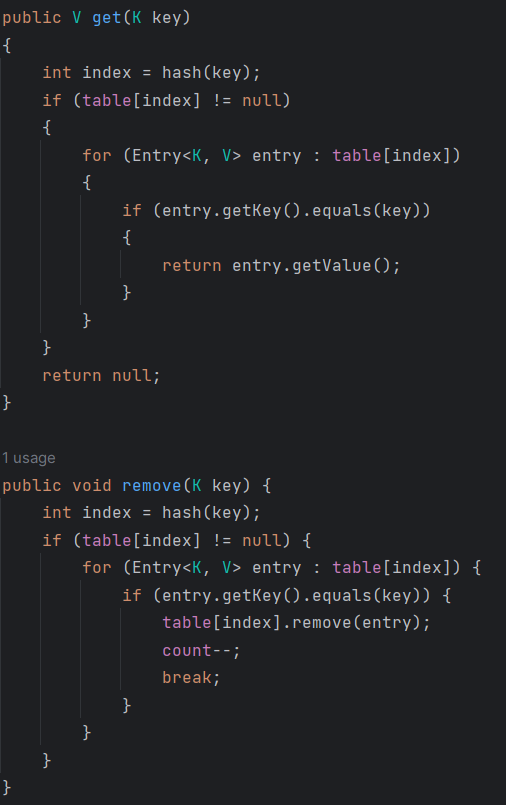 public V get(K key)
{
    int index = hash(key);
    if (table[index] != null)
    {
        for (Entry<K, V> entry : table[index])
        {
            if (entry.getKey().equals(key))
            {
                return entry.getValue();
            }
        }
    }
    return null;
}
1 usage
public void remove(K key) {
    int index = hash(key);
    if (table[index] != null) {
        for (Entry<K, V> entry : table[index]) {
            if (entry.getKey().equals(key)) {
                table[index].remove(entry);
                count--;
                break;
            }
        }
    }
}